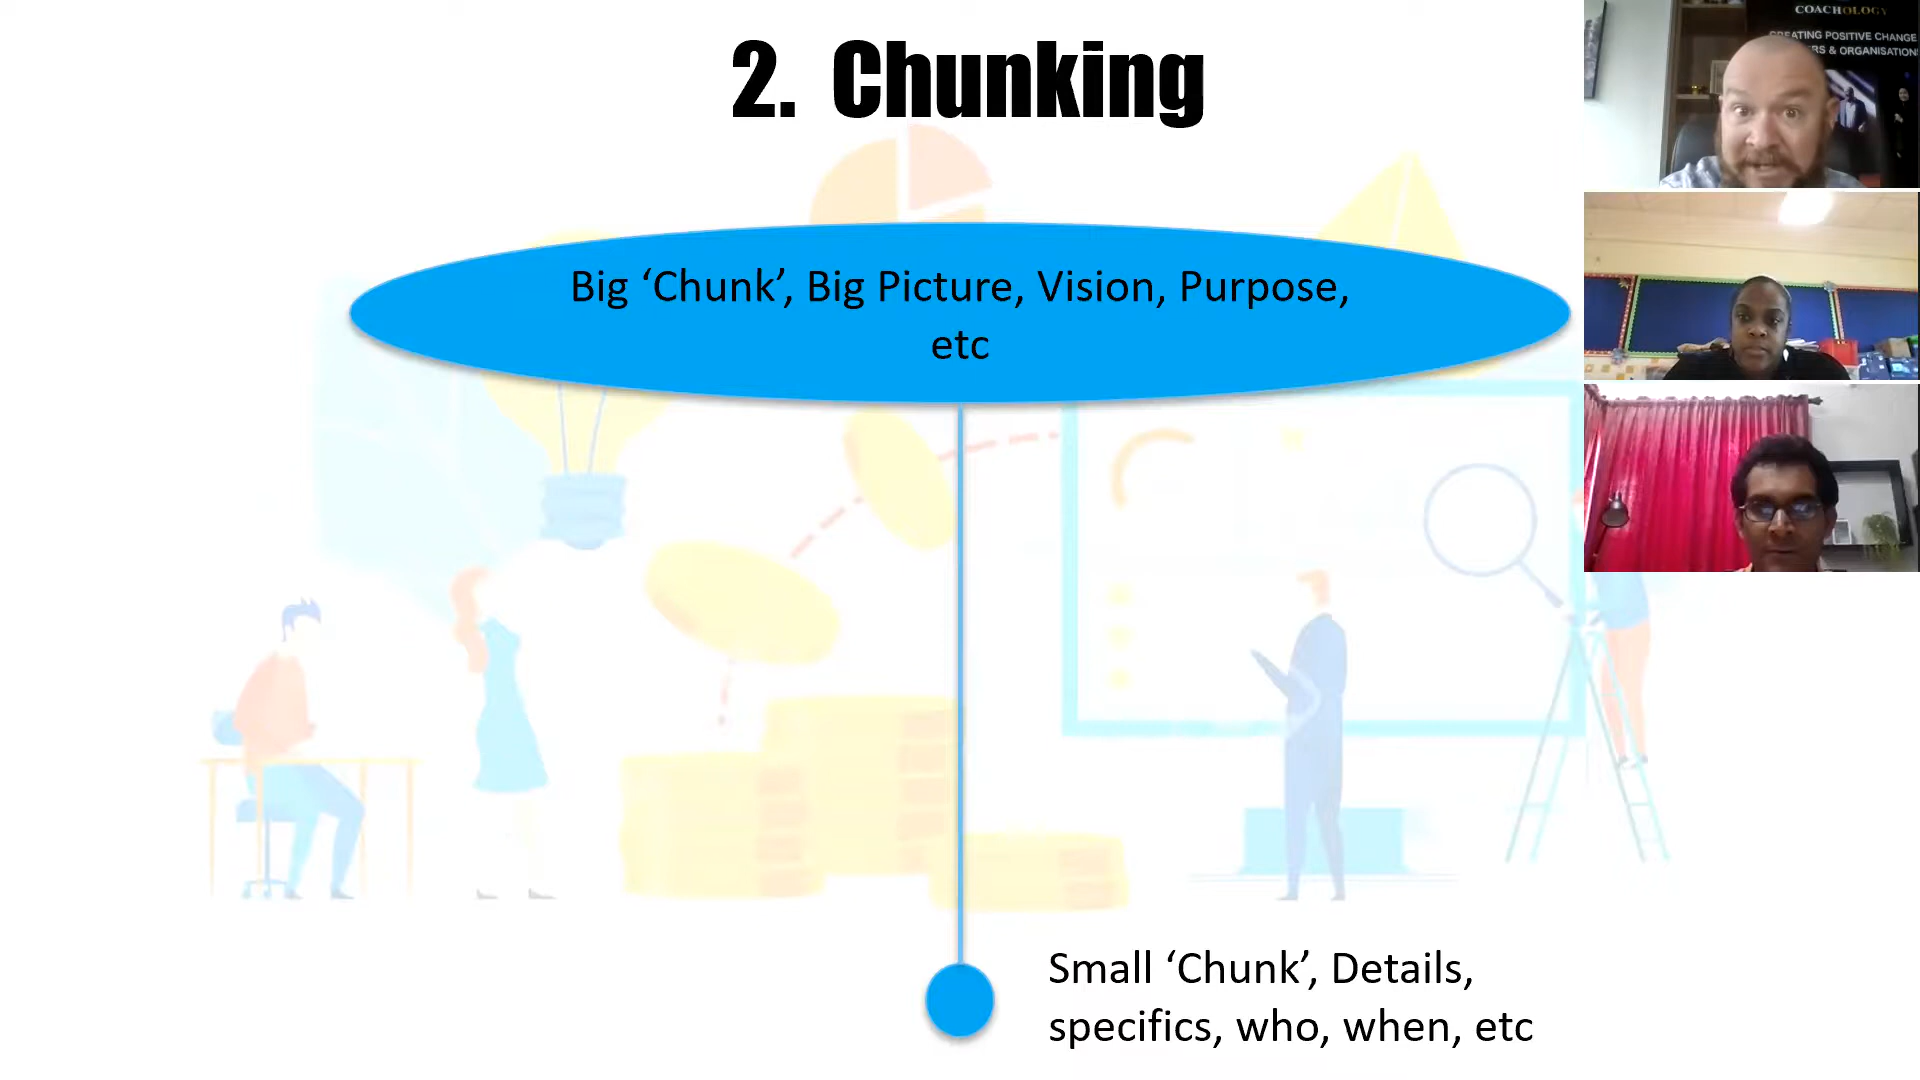 2. Chunking
Big ‘Chunk’, Big Picture, Vision, Purpose,
etc
Small ‘Chunk’, Details,
specifics, who, when, etc
COACHOLOGY
CREATING POSITIVE CHANGE
& ORGANISATION